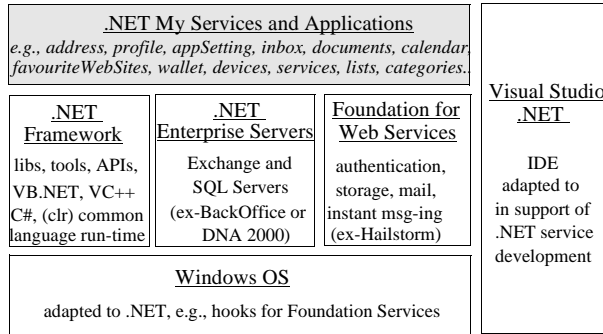 .NET My Services and Applications
e.g., address, profile, appSetting, inbox, documents, calendar,
favouriteWebSites, wallet, devices, services, lists, categories..
.NET
Framework
libs, tools, APIs,
VB.NET, VC++
C#, (clr) common
language run-time
.NET
Enterprise Servers
Exchange and
SQL Servers
(ex-BackOffice or
DNA 2000)
Foundation for
Web Services
authentication,
storage, mail,
instant msg-ing
(ex-Hailstorm)
Windows OS
adapted to .NET, e.g., hooks for Foundation Services
Visual Studio
.NET
IDE
adapted to
in support of
.NET service
development